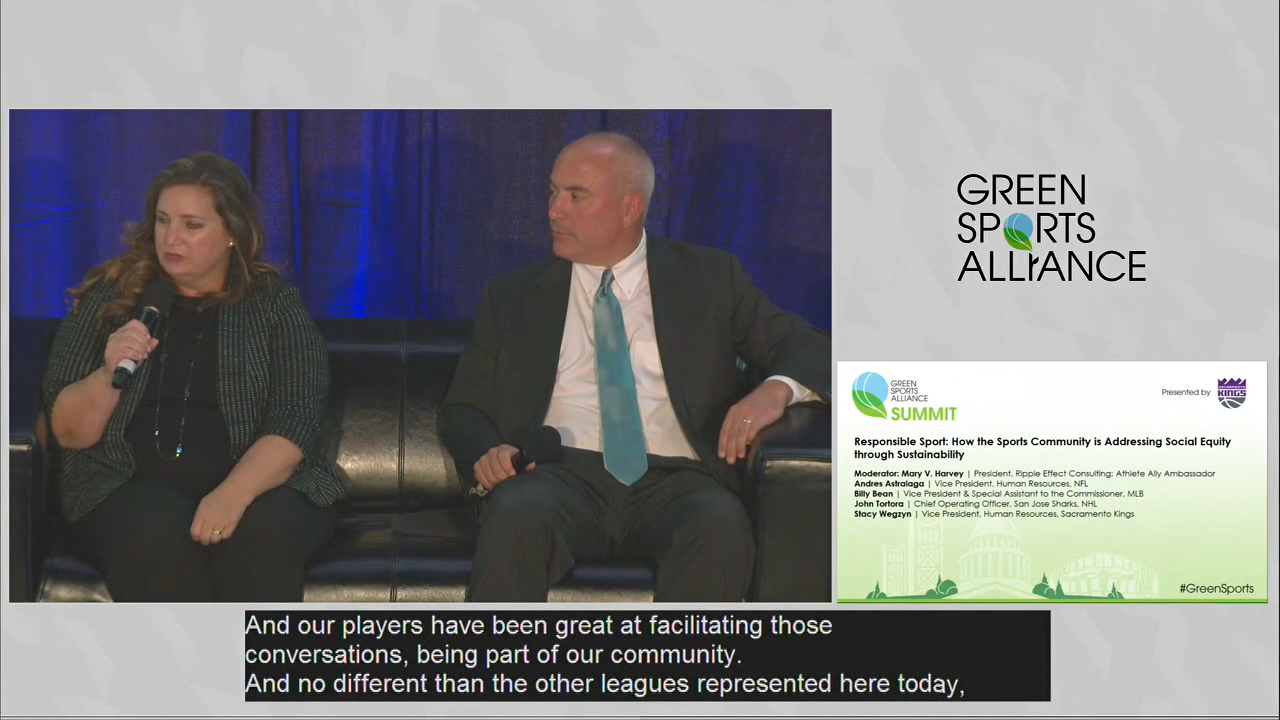 GREEN
SPORTS
ALLIANCE
GREEN
SPORTS
ALLIANCE
SUMMIT
Presented by
SACRAMENTO
KINGS
Responsible Sport: How the Sports Community is Addressing Social Equity
through Sustainability
Moderator: Mary V. Harvey | President, Ripple Effect Consulting; Athlete Ally Ambassador
Andres Astralaga | Vice President, Human Resources, NFL
Billy Bean | Vice President & Special Assistant to the Commissioner, MLB
John Tortora | Chief Operating Officer, San Jose Sharks, NHL
Stacy Wegzyn | Vice President, Human Resources, Sacramento Kings
#GreenSports
And our players have been great at facilitating those
conversations, being part of our community.
And no different than the other leagues represented here today,